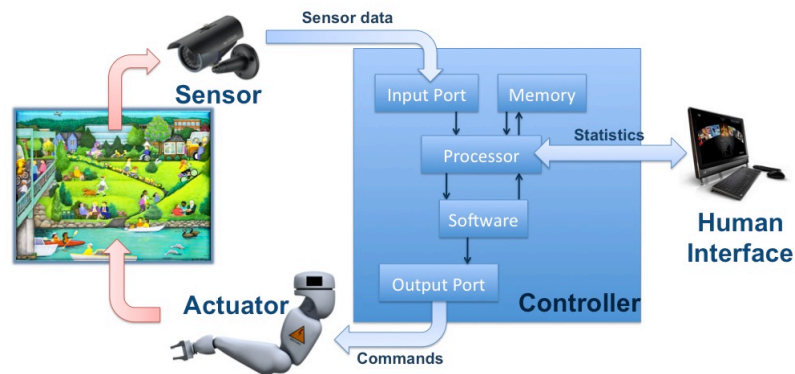 Sensor data
Sensor
Input Port
Memory
Statistics
Processor
Software
Human
Interface
Output Port
Controller
Actuator
Commands